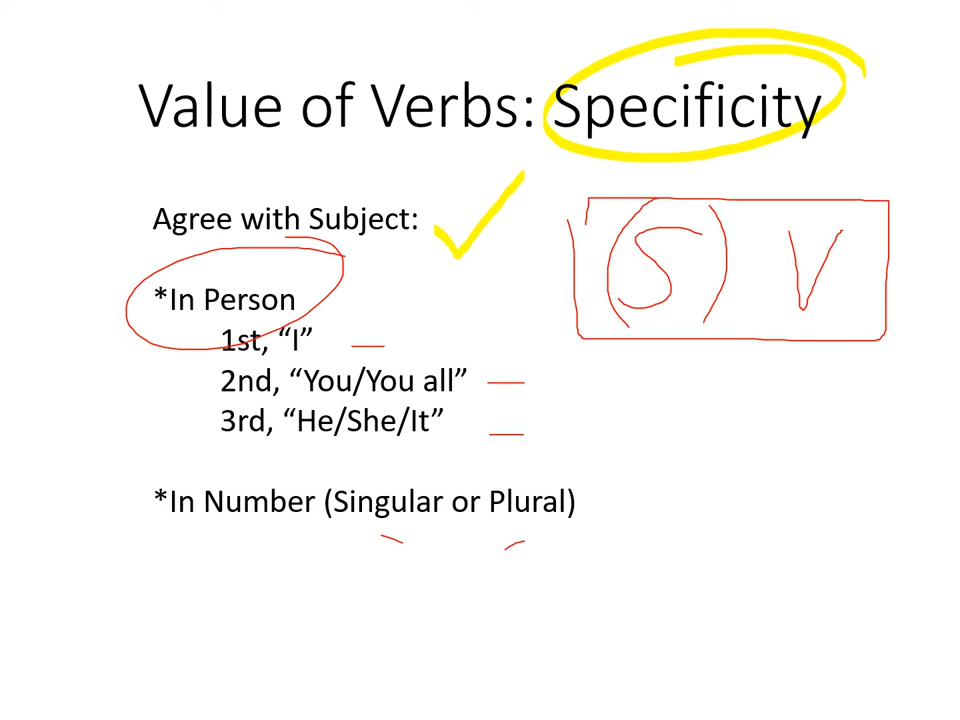 Value of Verbs: Specificity
Agree with Subject:
(S) V
*In Person
1st, “I”
2nd, “You/You all”
3rd, “He/She/It”
*In Number (Singular or Plural)